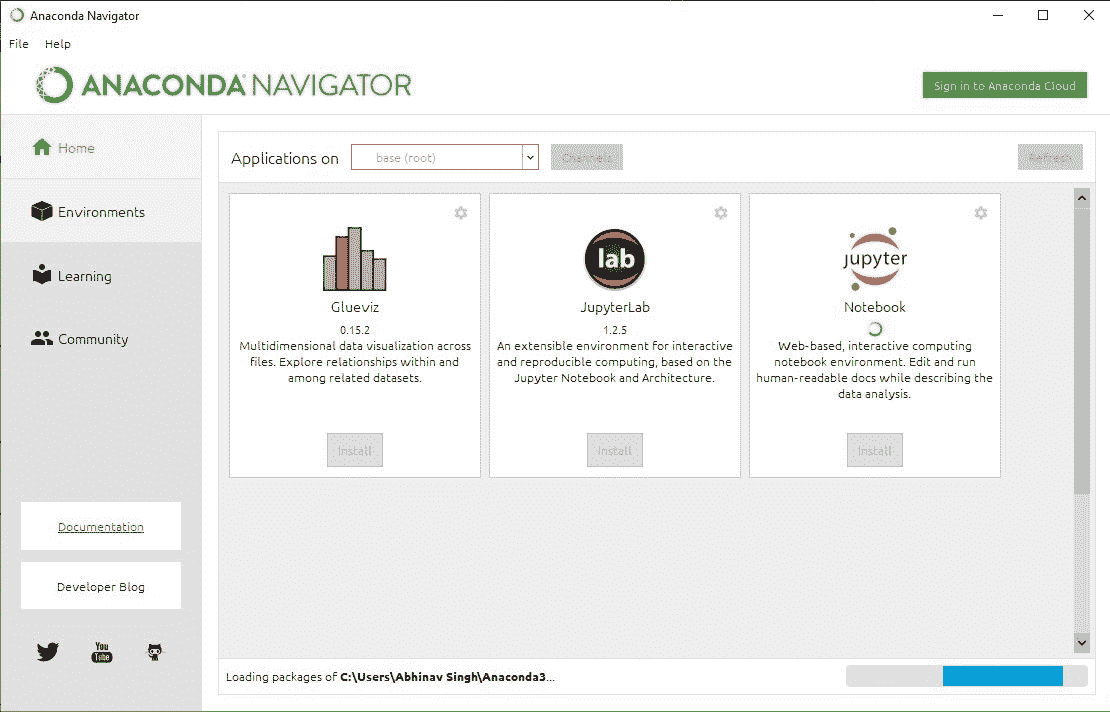 Anaconda Navigator
File Help
ANACONDA NAVIGATOR
Sign in to Anaconda Cloud
Home
Environments
Learning
Community
Documentation
Developer Blog
You
Tube
Applications on base (root) Channels Refresh
Glueviz
0.15.2
Multidimensional data visualization across
files. Explore relationships within and
among related datasets.
Install
lab
JupyterLab
1.2.5
An extensible environment for interactive
and reproducible computing, based on the
Jupyter Notebook and Architecture.
Install
jupyter
Notebook
Web-based, interactive computing
notebook environment. Edit and run
human-readable docs while describing the
data analysis.
Install
Loading packages of C:\Users\Abhinav Singh\Anaconda3...